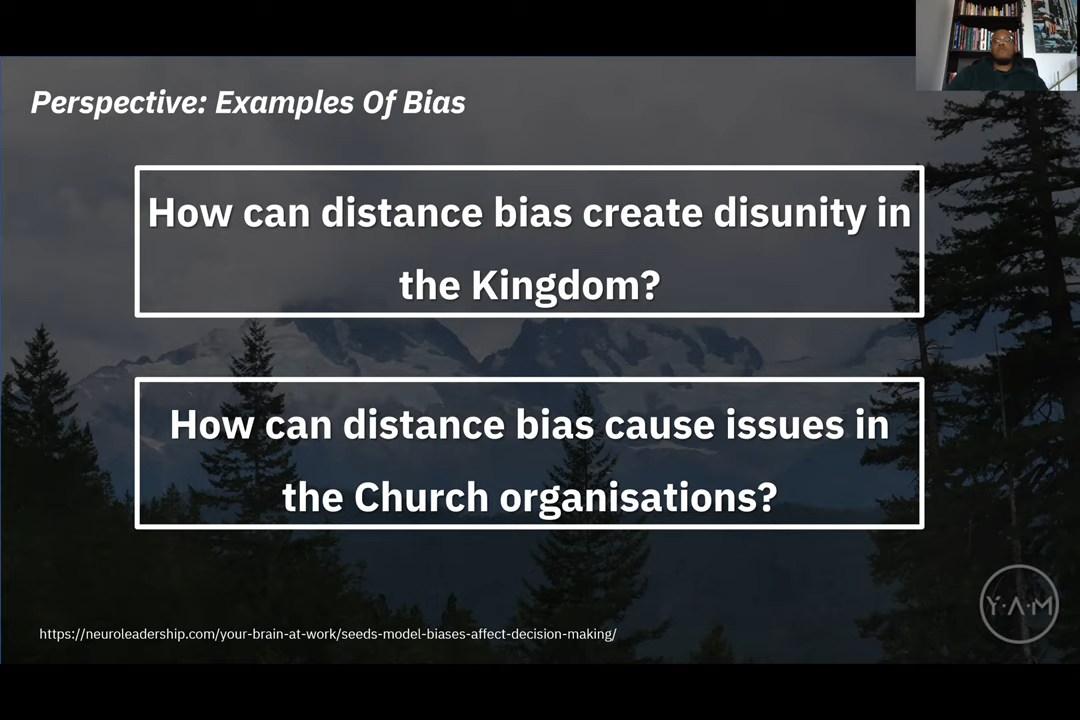 Perspective: Examples Of Bias
How can distance bias create disunity in
the Kingdom?
How can distance bias cause issues in
the Church organisations?
https://neuroleadership.com/your-brain-at-work/seeds-model-biases-affect-decision-making/
Y·A·M